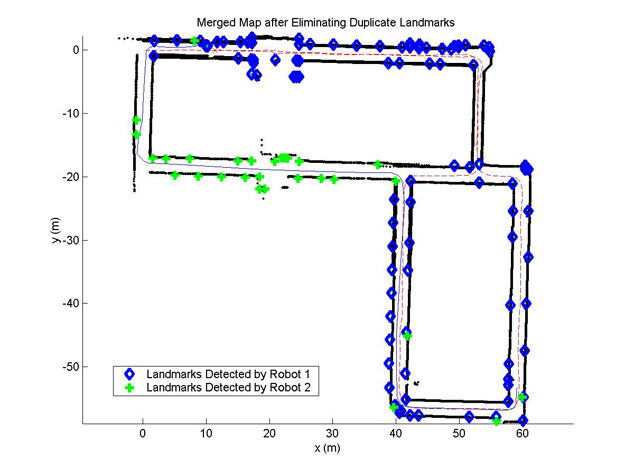 Merged Map after Eliminating Duplicate Landmarks
0
-10
-20
-30
-40
-50
y (m)
Landmarks Detected by Robot 1
Landmarks Detected by Robot 2
0 10 20 30 40 50 60
x (m)